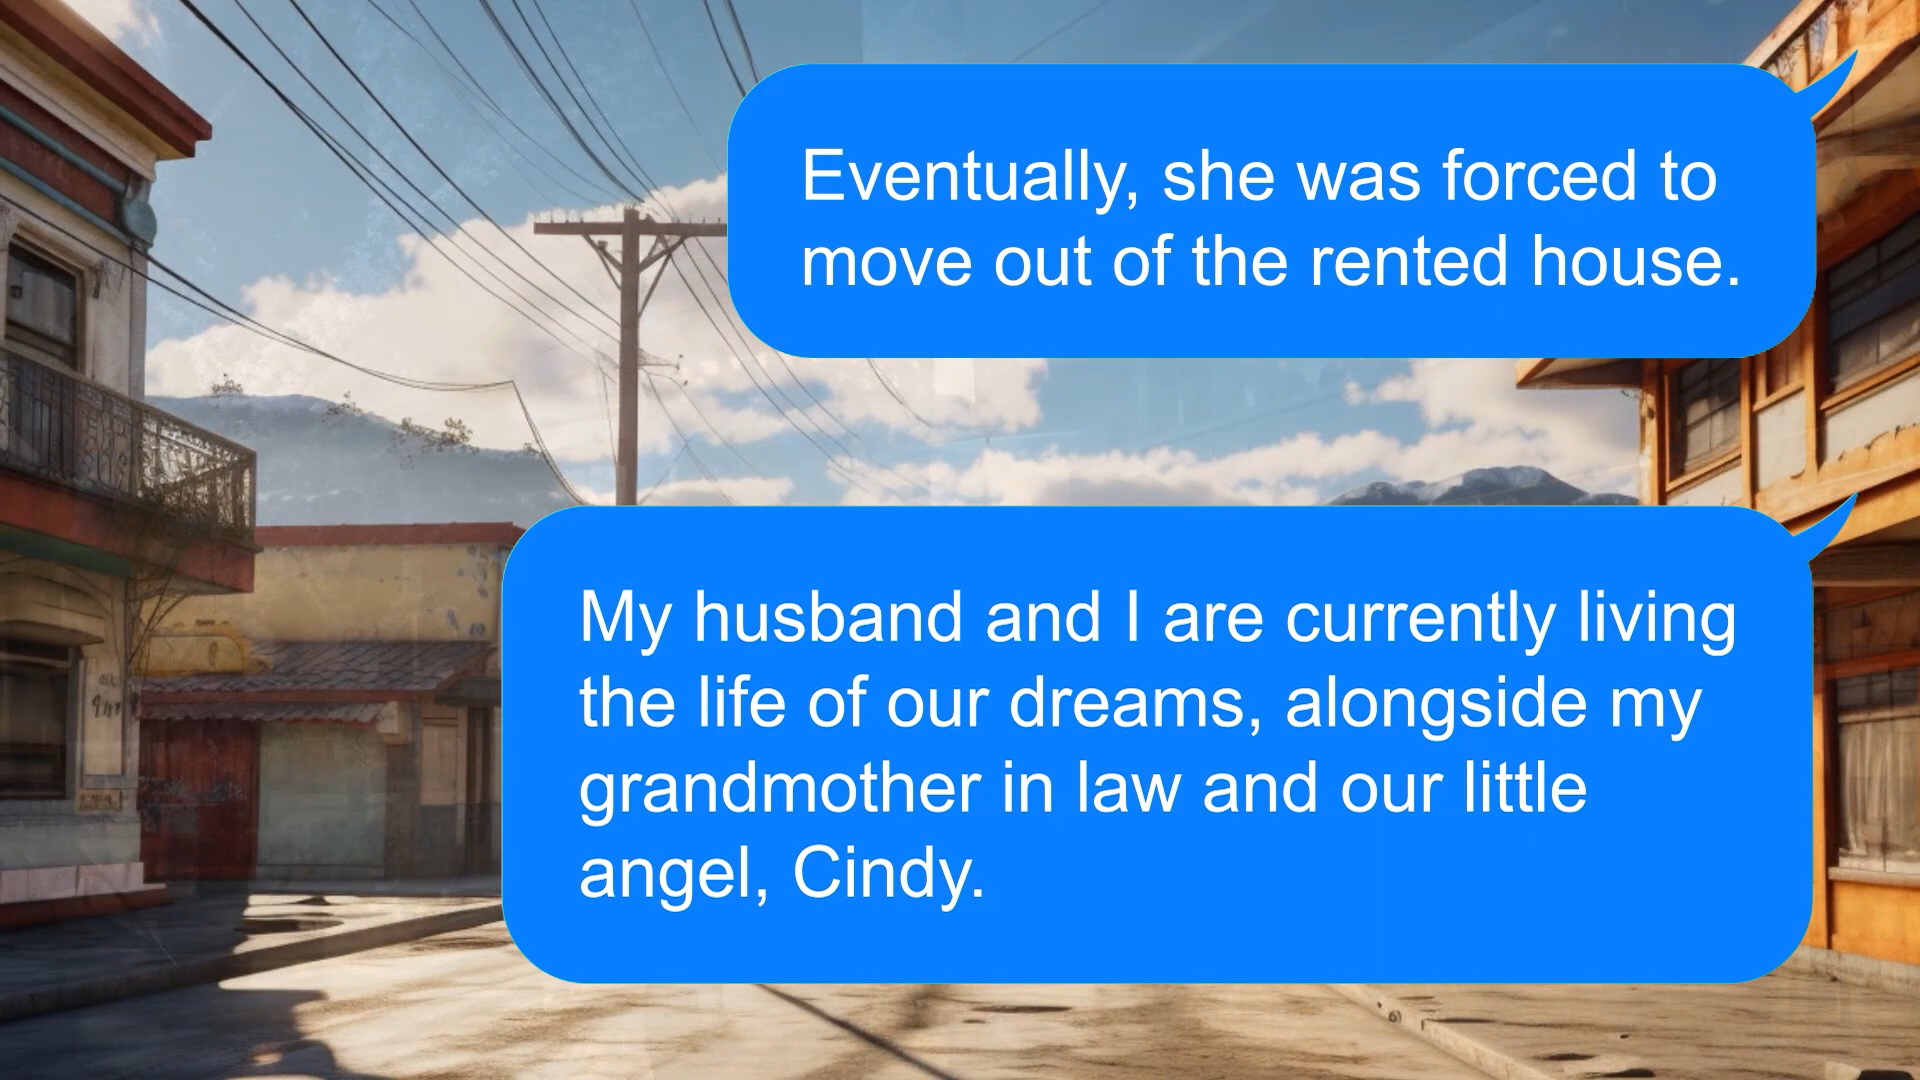 Eventually, she was forced to
move out of the rented house.
My husband and I are currently living
the life of our dreams, alongside my
grandmother in law and our little
angel, Cindy.